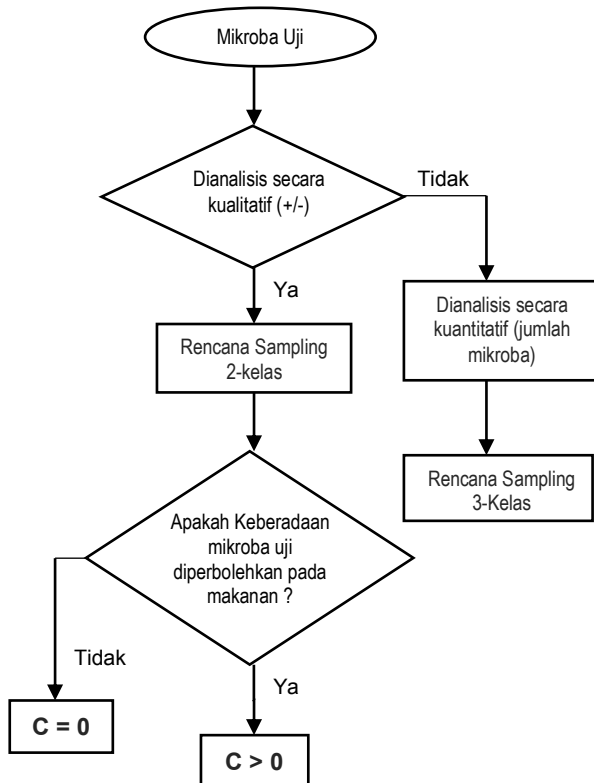 Mikroba Uji
Dianalisis secara
kualitatif (+/-)
Tidak
Ya
Dianalisis secara
kuantitatif (jumlah
mikroba)
Rencana Sampling
2-kelas
Rencana Sampling
3-Kelas
Apakah Keberadaan
mikroba uji
diperbolehkan pada
makanan ?
Tidak
Ya
C = 0
C > 0